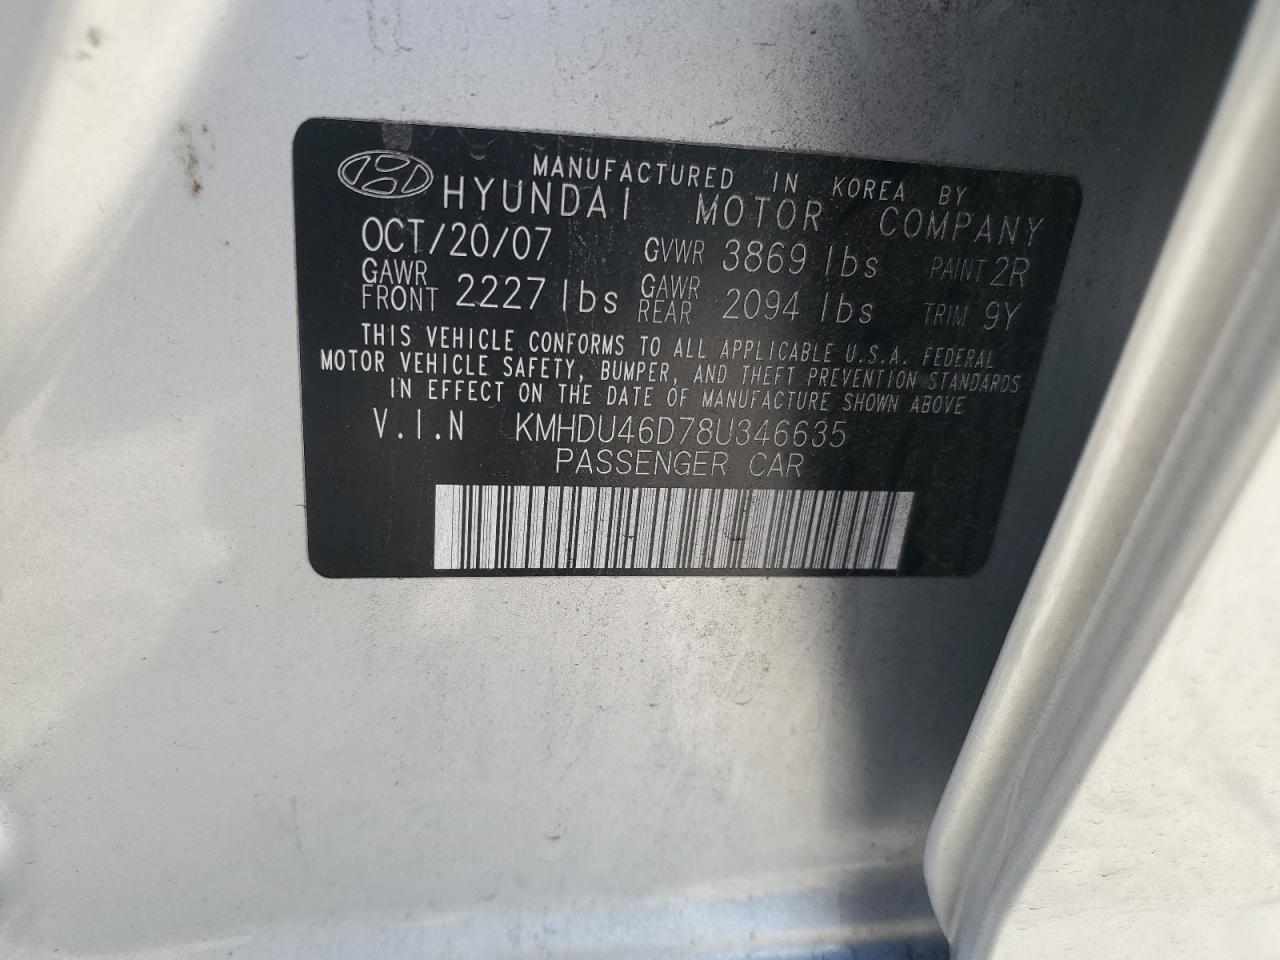 MANUFACTURED IN KOREA BY
HYUNDAI MOTOR COMPANY
OCT/20/07 GVWR 3869 lbs PAINT 2R
GAWR FRONT 2227 lbs GAWR REAR 2094 lbs TRIM 9Y
THIS VEHICLE CONFORMS TO ALL APPLICABLE U.S.A. FEDERAL
MOTOR VEHICLE SAFETY, BUMPER, AND THEFT PREVENTION STANDARDS
IN EFFECT ON THE DATE OF MANUFACTURE SHOWN ABOVE
V.I.N KMHDU46D78U346635
PASSENGER CAR